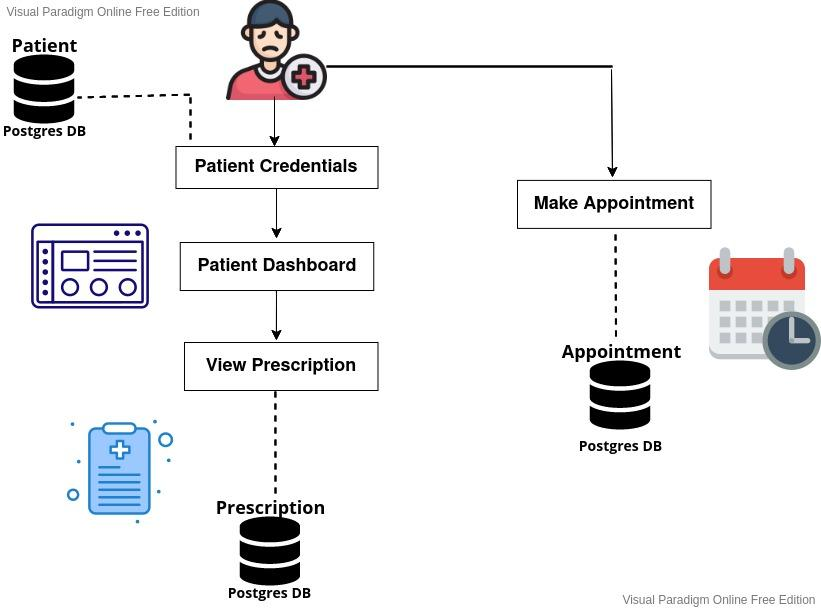 Visual Paradigm Online Free Edition
Patient
Postgres DB
Patient Credentials
Patient Dashboard
View Prescription
Prescription
Postgres DB
Make Appointment
Appointment
Postgres DB
Visual Paradigm Online Free Edition